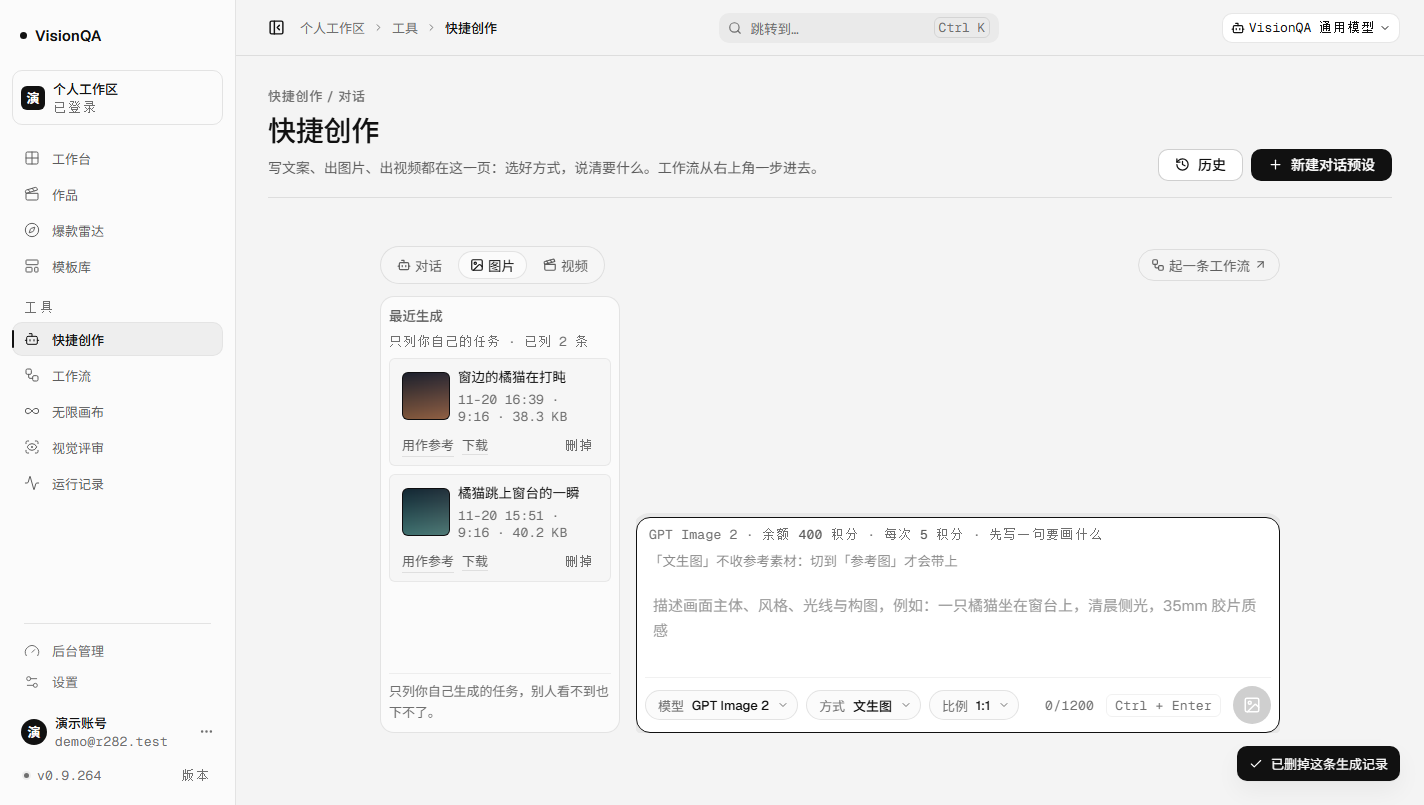 VisionQA
演
个人工作区
已登录
工作台
作品
爆款雷达
模板库
工具
快捷创作
工作流
无限画布
视觉评审
运行记录
后台管理
设置
演
演示账号
demo@r282.test
v0.9.264
版本
个人工作区
工具
快捷创作
跳转到…
Ctrl K
VisionQA 通用模型
快捷创作 / 对话
快捷创作
写文案、出图片、出视频都在这一页：选好方式，说清要什么。工作流从右上角一步进去。
历史
新建对话预设
对话
图片
视频
起一条工作流
最近生成
只列你自己的任务 · 已列 2 条
窗边的橘猫在打盹
11-20 16:39 ·
9:16 · 38.3 KB
用作参考 下载 删掉
橘猫跳上窗台的一瞬
11-20 15:51 ·
9:16 · 40.2 KB
用作参考 下载 删掉
只列你自己生成的任务，别人看不到也
下不了。
GPT Image 2 · 余额 400 积分 · 每次 5 积分 · 先写一句要画什么
「文生图」不收参考素材：切到「参考图」才会带上
描述画面主体、风格、光线与构图，例如：一只橘猫坐在窗台上，清晨侧光，35mm 胶片质
感
模型 GPT Image 2
方式 文生图
比例 1:1
0/1200
Ctrl + Enter
已删掉这条生成记录